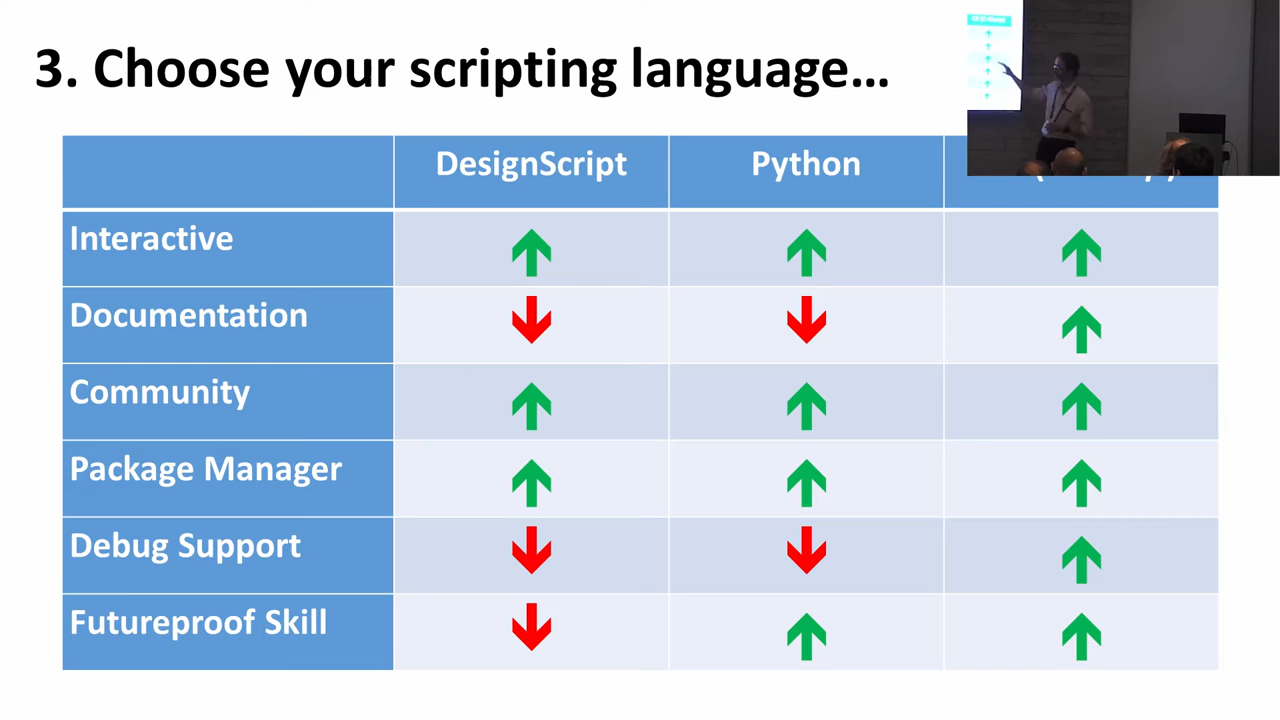 3. Choose your scripting language…
DesignScript
Python
Interactive
Documentation
Community
Package Manager
Debug Support
Futureproof Skill